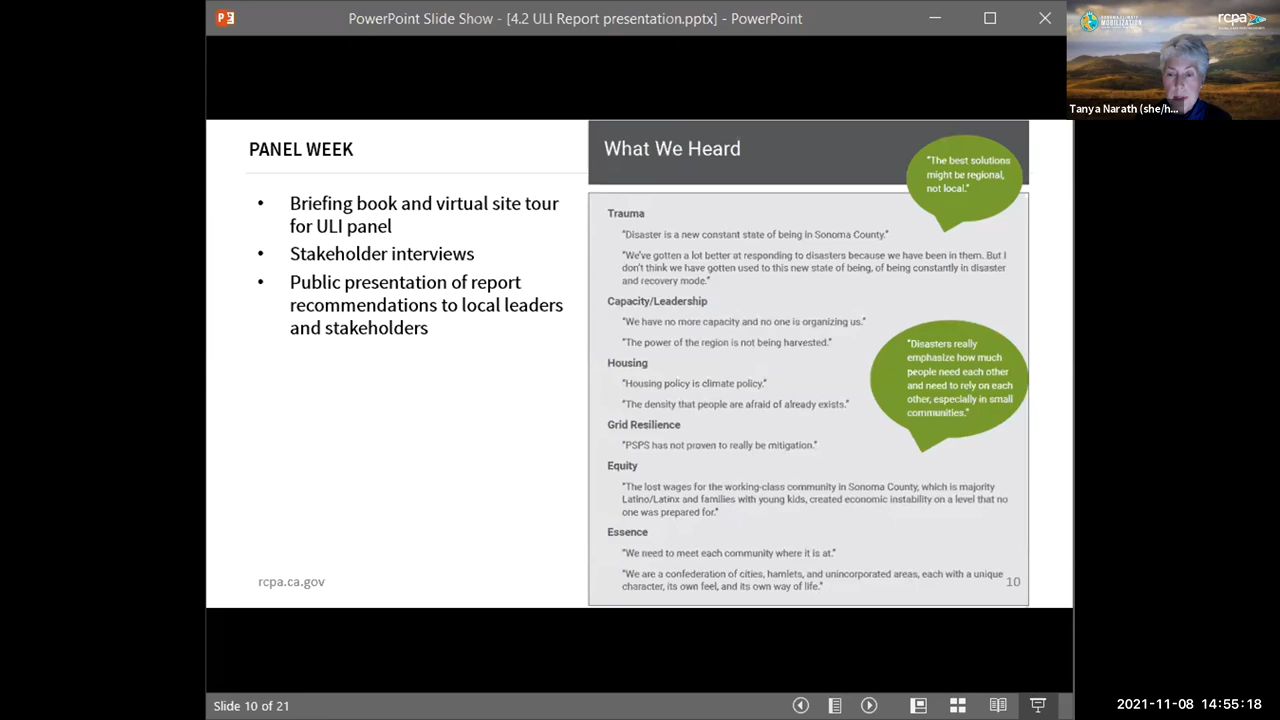 PowerPoint Slide Show - [4.2 ULI Report presentation.pptx] - PowerPoint
rcpa
MOBILIZATION
Tanya Narath (she/h...
PANEL WEEK
• Briefing book and virtual site tour
for ULI panel
• Stakeholder interviews
• Public presentation of report
recommendations to local leaders
and stakeholders
rcpa.ca.gov
What We Heard
"The best solutions
might be regional,
not local."
Trauma
"Disaster is a new constant state of being in Sonoma County."
"We've gotten a lot better at responding to disasters because we have been in them. But I
don't think we have gotten used to this new state of being, of being constantly in disaster
and recovery mode."
Capacity/Leadership
"We have no more capacity and no one is organizing us."
"The power of the region is not being harvested."
Housing
"Housing policy is climate policy."
"The density that people are afraid of already exists."
"Disasters really
emphasize how much
people need each other
and need to rely on each
other, especially in small
communities."
Grid Resilience
"PSPS has not proven to really be mitigation."
Equity
"The lost wages for the working-class community in Sonoma County, which is majority
Latino/Latinx and families with young kids, created economic instability on a level that no
one was prepared for."
Essence
"We need to meet each community where it is at."
"We are a confederation of cities, hamlets, and unincorporated areas, each with a unique
character, its own feel, and its own way of life."
10
Slide 10 of 21
2021-11-08 14:55:18